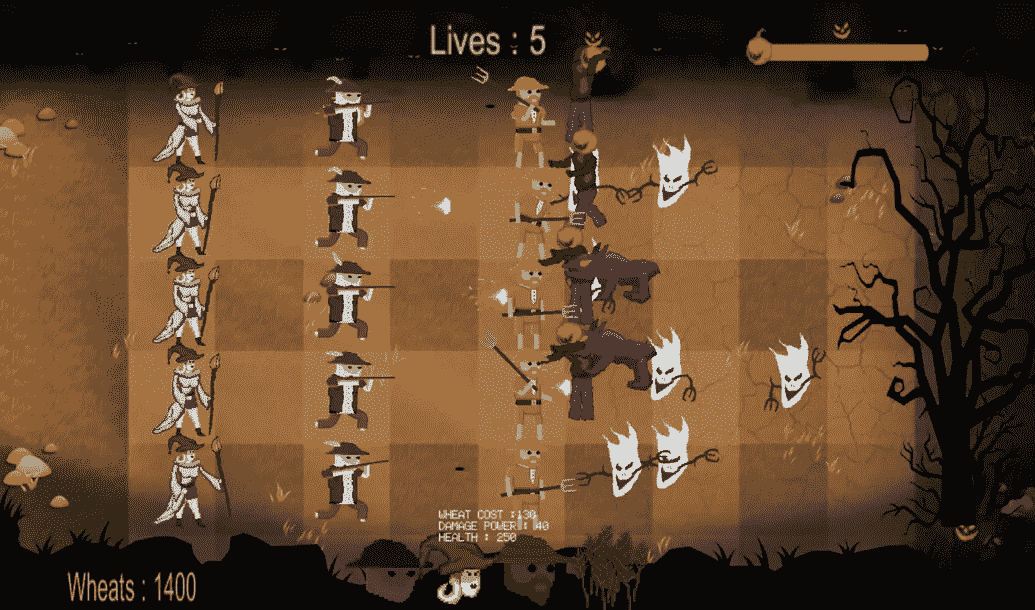 Lives : 5
WHEAT COST :130
DAMAGE POWER: 40
HEALTH : 250
Wheats : 1400